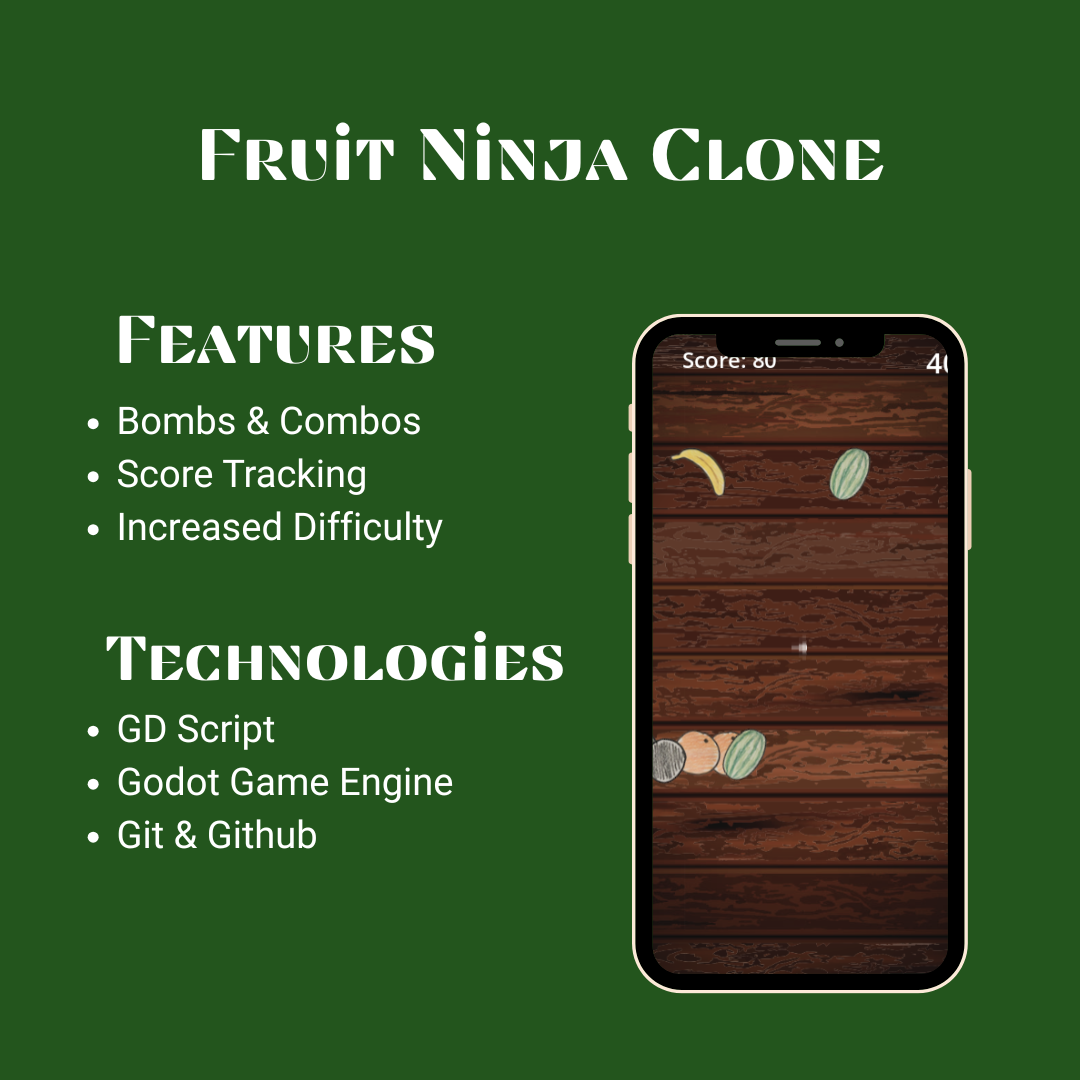 Fruit Ninja Clone
Features
• Bombs & Combos
• Score Tracking
• Increased Difficulty
Technologies
• GD Script
• Godot Game Engine
• Git & Github
Score: 80
40